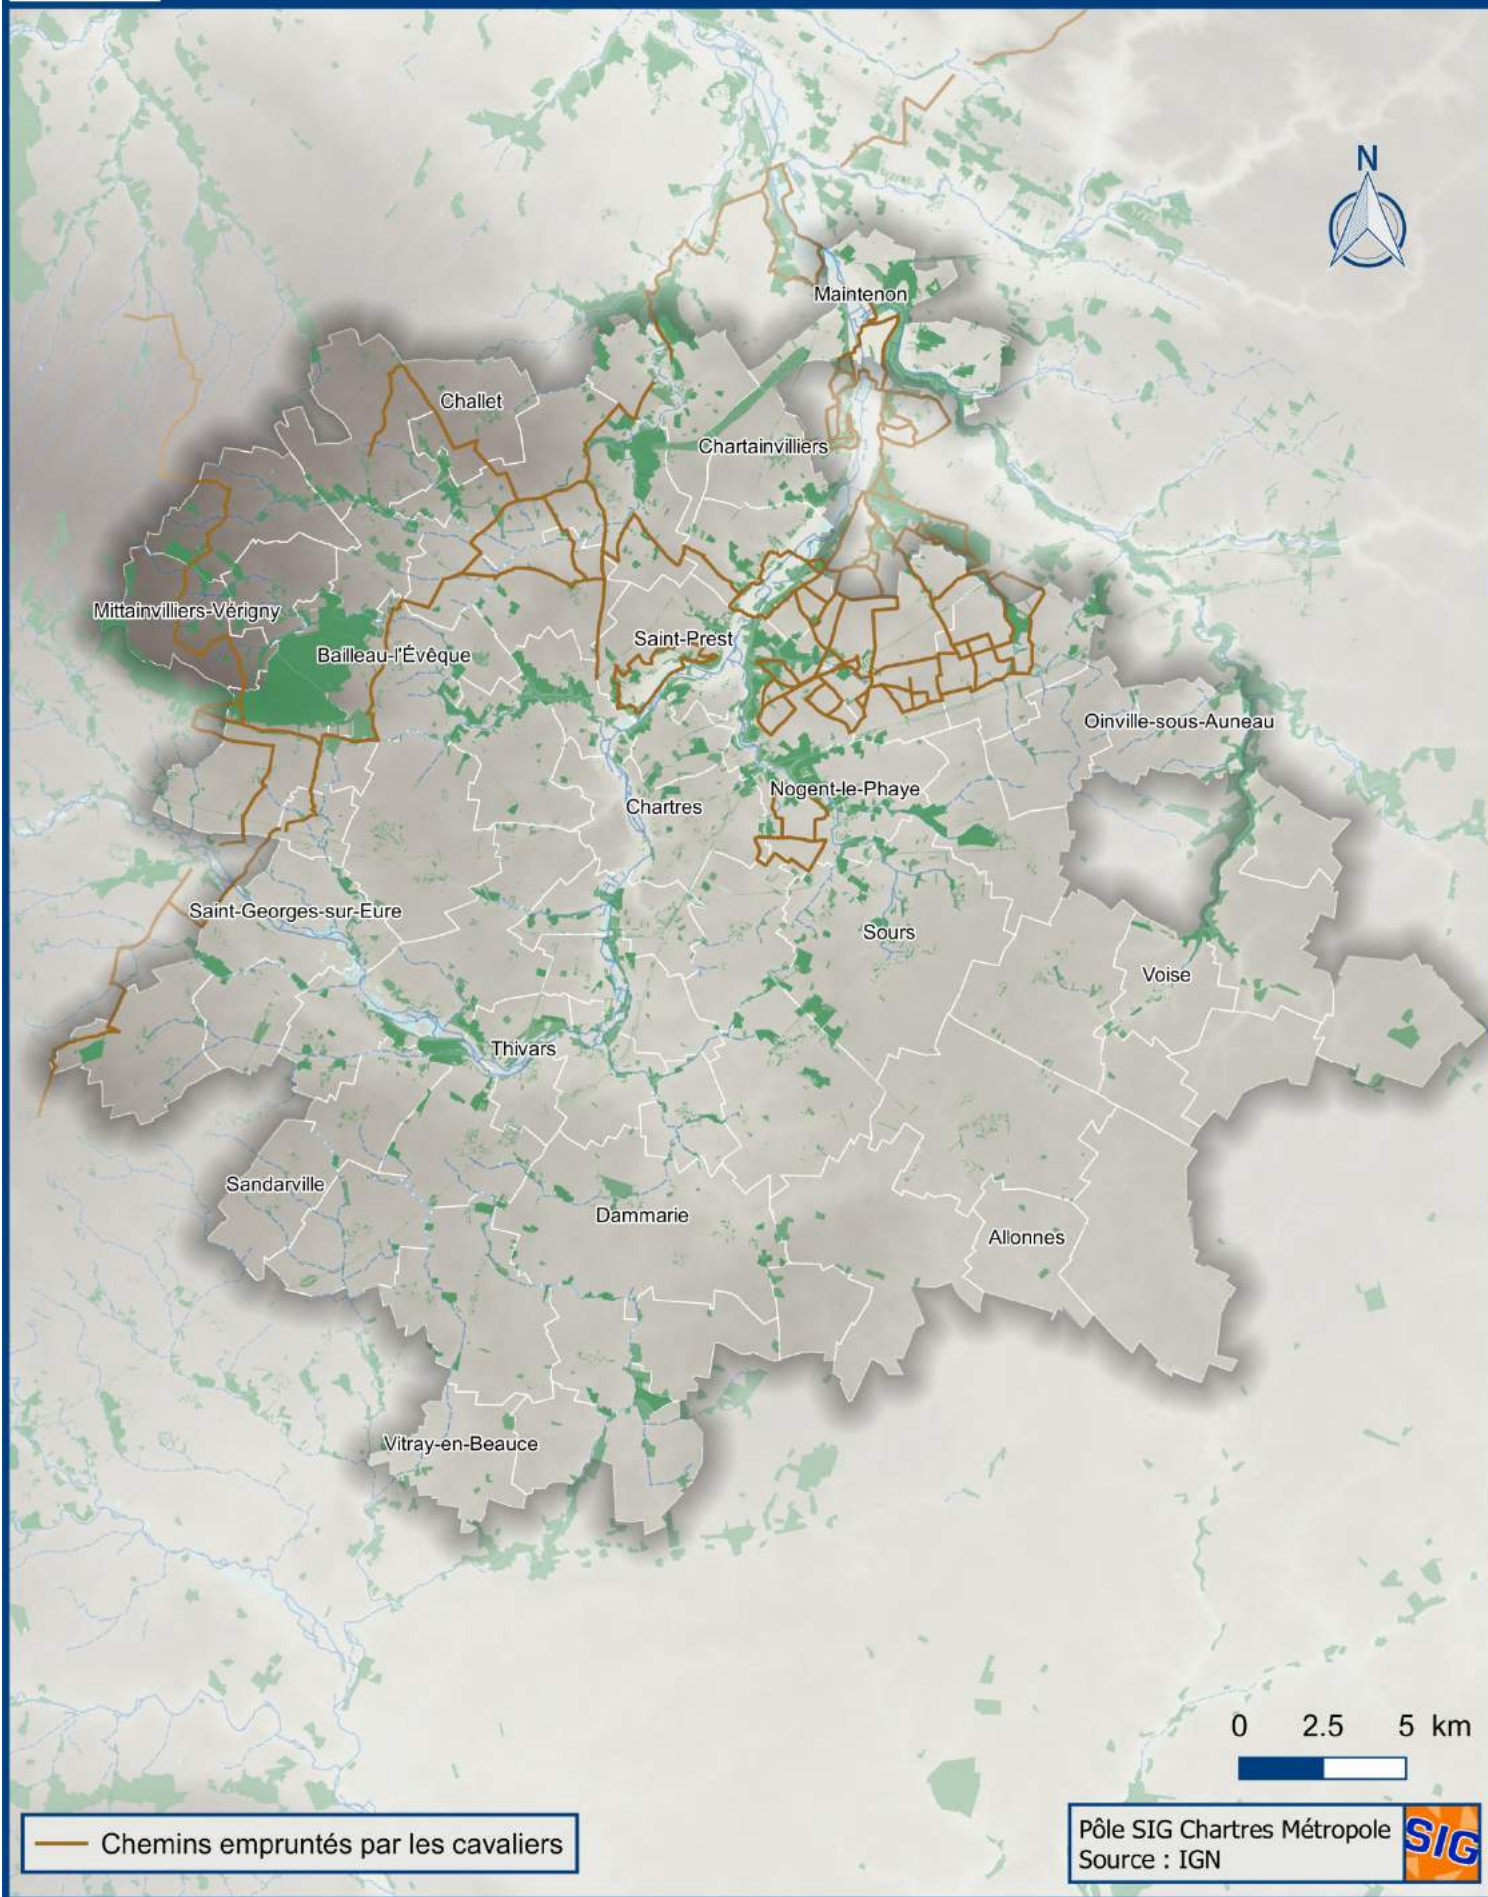 N
Maintenon
Challet
Chartainvilliers
Mittainvilliers-Vérigny
Saint-Prest
Bailleau-l'Évêque
Oinville-sous-Auneau
Nogent-le-Phaye
Chartres
Saint-Georges-sur-Eure
Sours
Voise
Thivars
Sandarville
Dammarie
Allonnes
Vitray-en-Beauce
0 2.5 5 km
Chemins empruntés par les cavaliers
Pôle SIG Chartres Métropole
Source : IGN
SIG